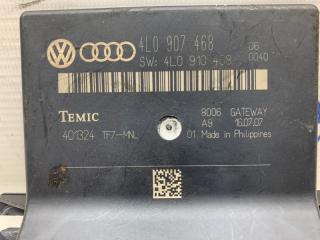 4L0 907 468 06
SW: 4L0 910 468 0040
TEMIC 8006 GATEWAY
A9 16.07.07
401324 TF7-MNL 01 Made in Philippines